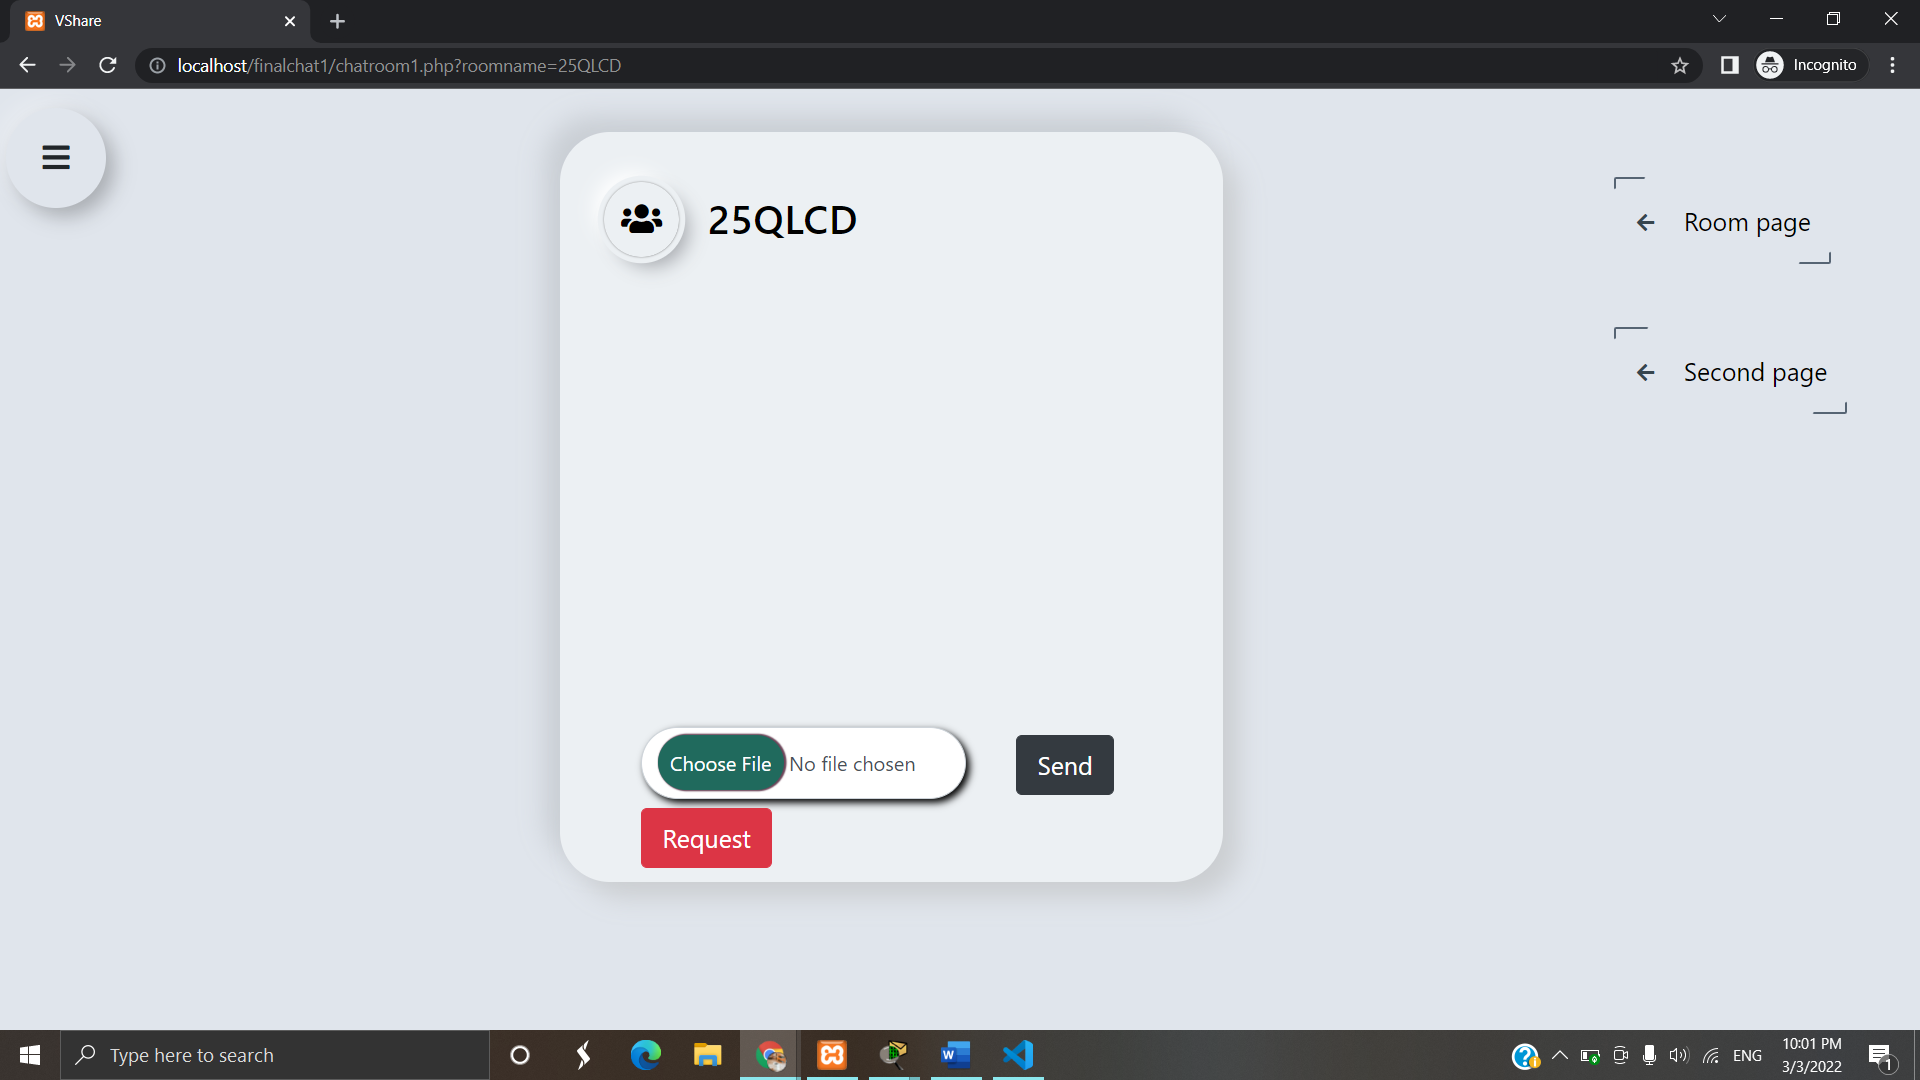 VShare
localhost/finalchat1/chatroom1.php?roomname=25QLCD
Incognito
25QLCD
Room page
Second page
Choose File No file chosen
Send
Request
Type here to search
ENG
10:01 PM
3/3/2022
1